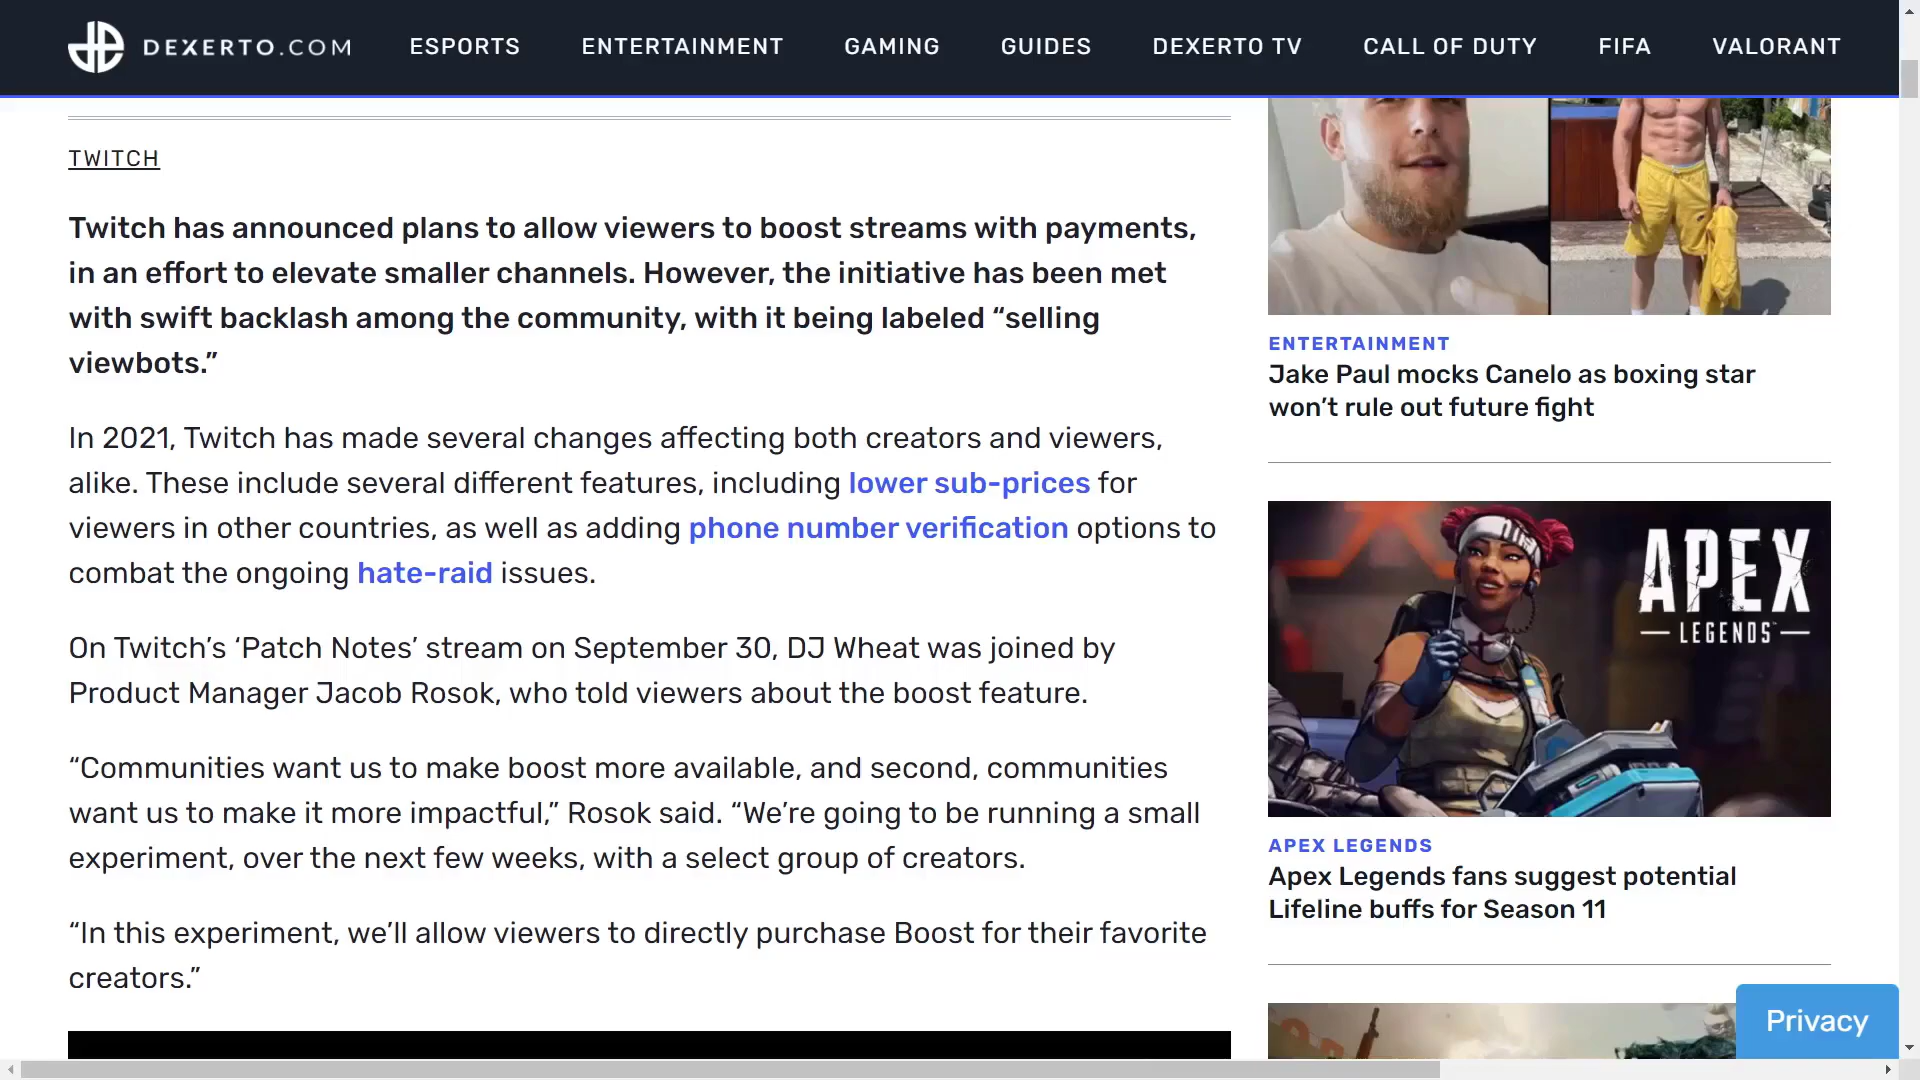 DEXERTO.COM
ESPORTS
ENTERTAINMENT
GAMING
GUIDES
DEXERTO TV
CALL OF DUTY
FIFA
VALORANT
TWITCH
Twitch has announced plans to allow viewers to boost streams with payments,
in an effort to elevate smaller channels. However, the initiative has been met
with swift backlash among the community, with it being labeled “selling
viewbots.”
In 2021, Twitch has made several changes affecting both creators and viewers,
alike. These include several different features, including lower sub-prices for
viewers in other countries, as well as adding phone number verification options to
combat the ongoing hate-raid issues.
On Twitch’s ‘Patch Notes’ stream on September 30, DJ Wheat was joined by
Product Manager Jacob Rosok, who told viewers about the boost feature.
“Communities want us to make boost more available, and second, communities
want us to make it more impactful,” Rosok said. “We’re going to be running a small
experiment, over the next few weeks, with a select group of creators.
“In this experiment, we’ll allow viewers to directly purchase Boost for their favorite
creators.”
ENTERTAINMENT
Jake Paul mocks Canelo as boxing star
won’t rule out future fight
APEX
LEGENDS
APEX LEGENDS
Apex Legends fans suggest potential
Lifeline buffs for Season 11
Privacy